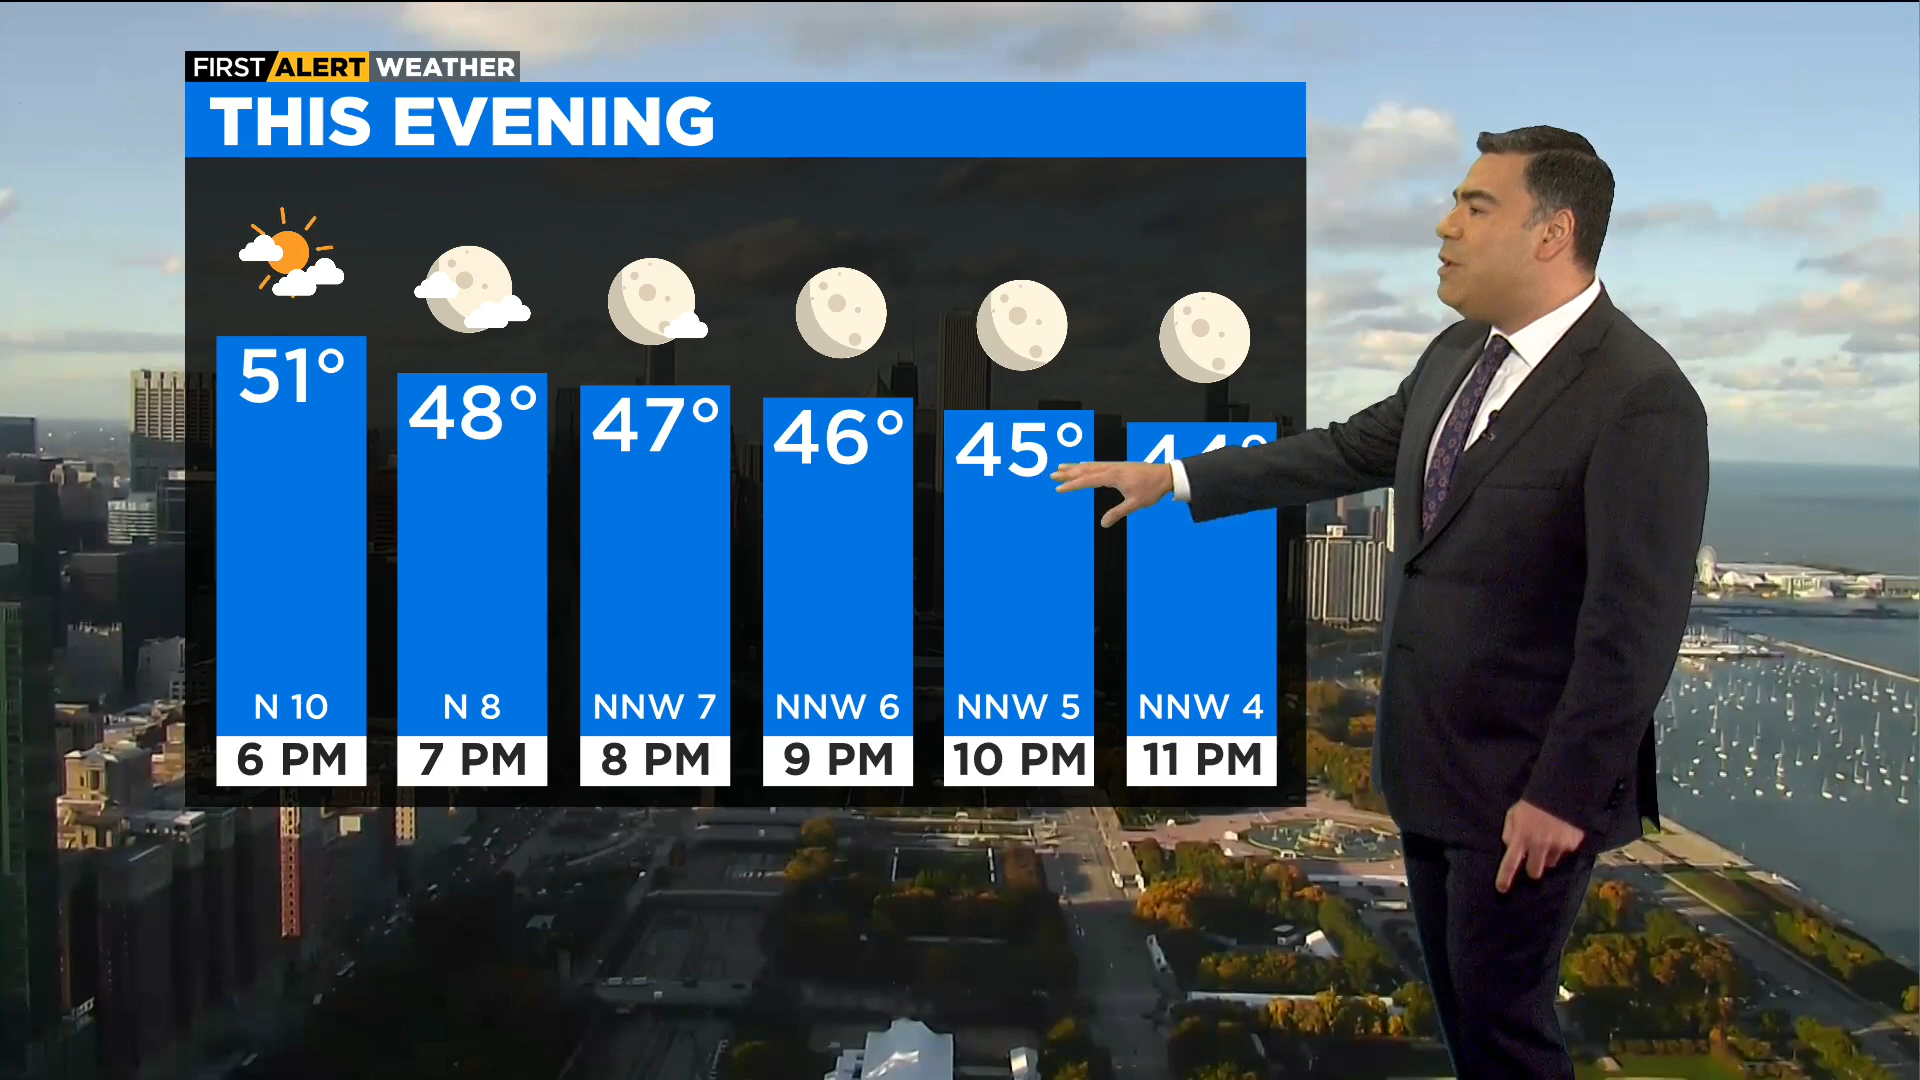 FIRST ALERT WEATHER
THIS EVENING
51° 48° 47° 46° 45° 44°
N 10 N 8 NNW 7 NNW 6 NNW 5 NNW 4
6 PM 7 PM 8 PM 9 PM 10 PM 11 PM